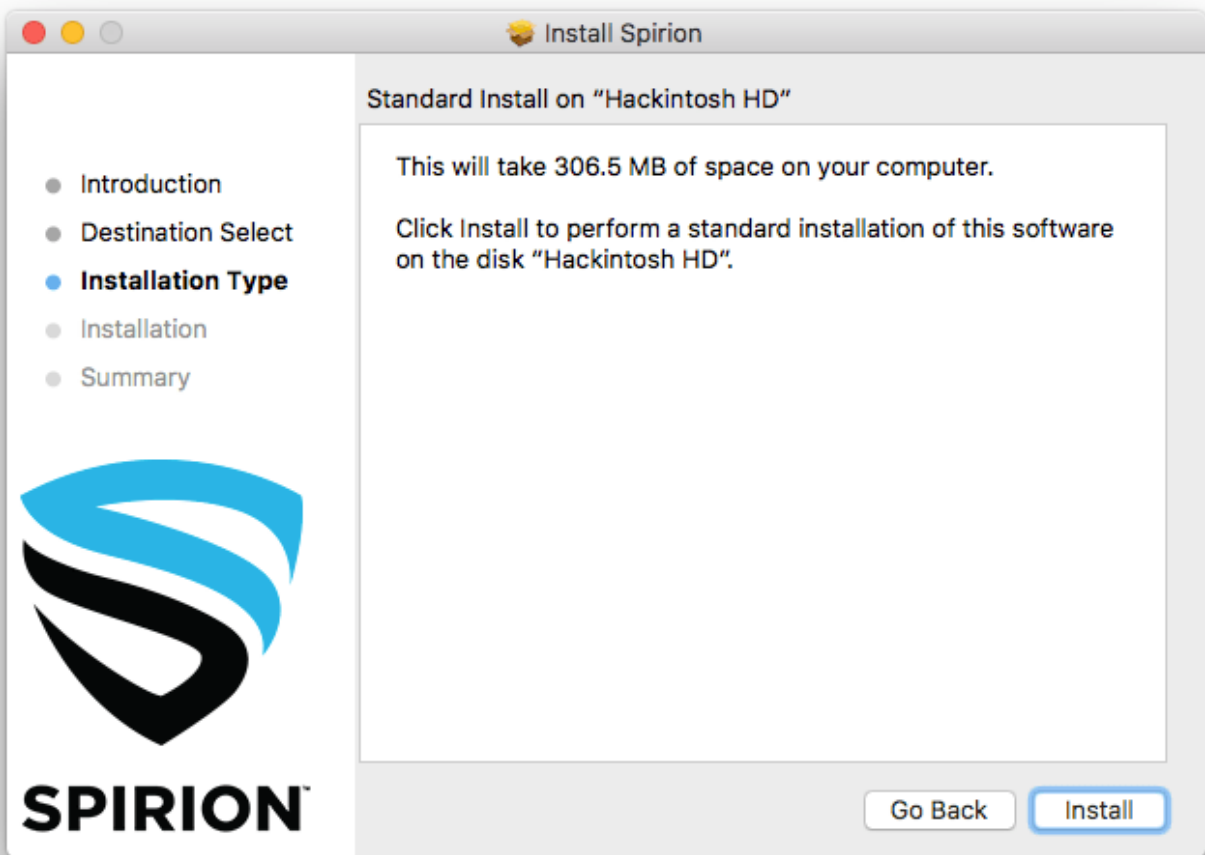 Install Spirion
Standard Install on “Hackintosh HD”
Introduction
Destination Select
Installation Type
Installation
Summary
This will take 306.5 MB of space on your computer.
Click Install to perform a standard installation of this software
on the disk “Hackintosh HD”.
SPIRION™
Go Back
Install